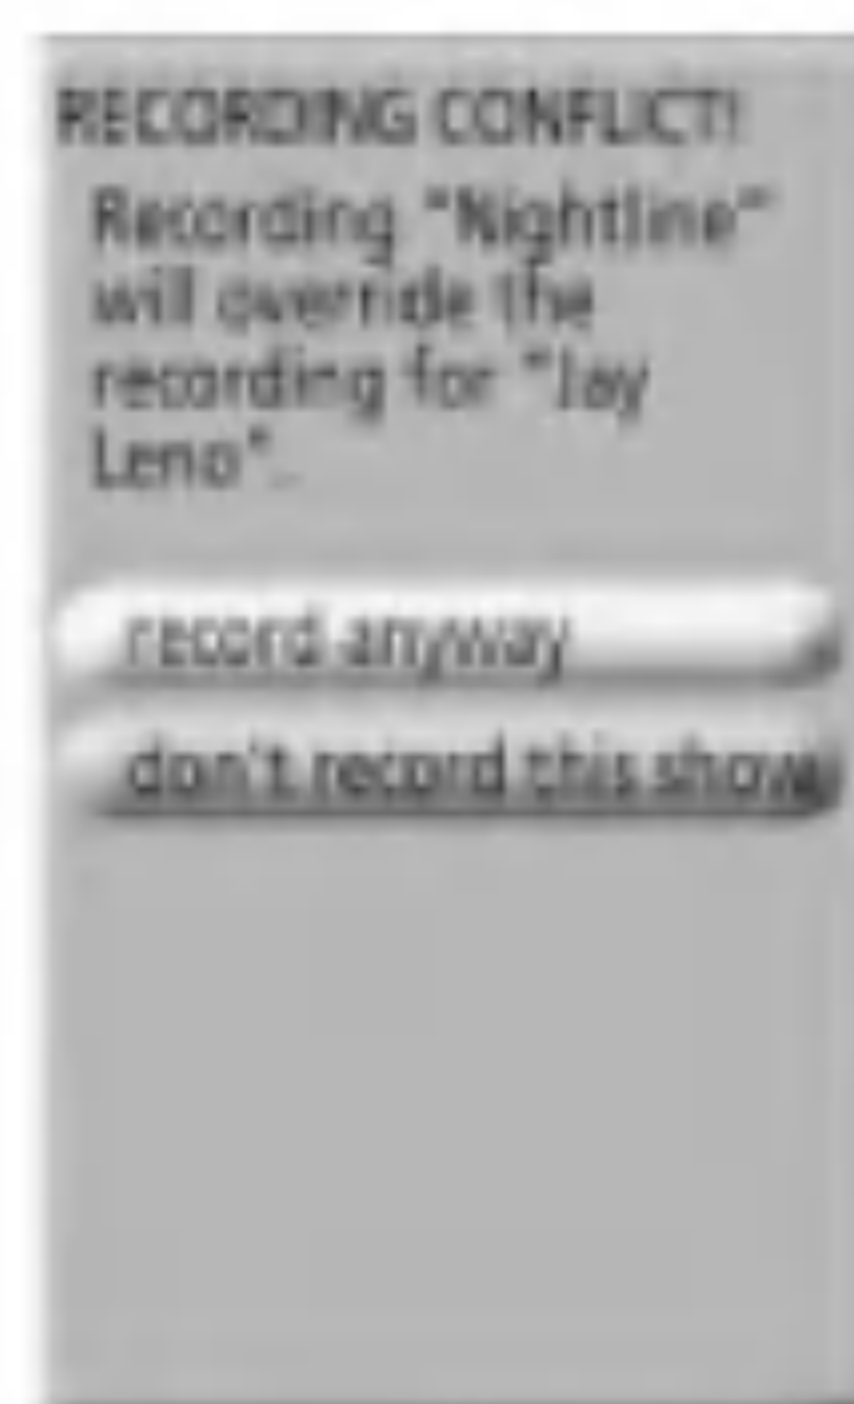 RECORDING CONFLICT!
Recording "Nightline"
will override the
recording for "Jay
Leno".
record anyway
don't record this show